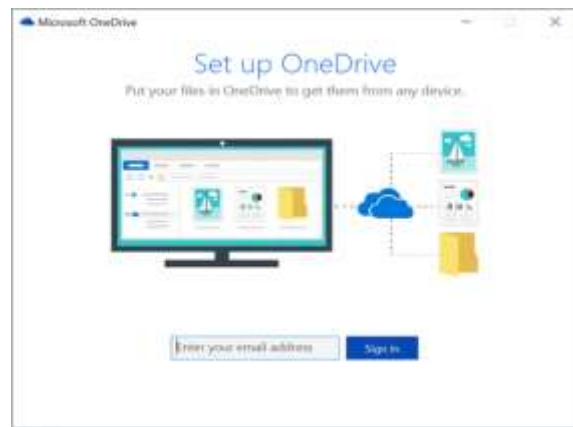 Microsoft OneDrive
Set up OneDrive
Put your files in OneDrive to get them from any device.
Enter your email address
Sign in